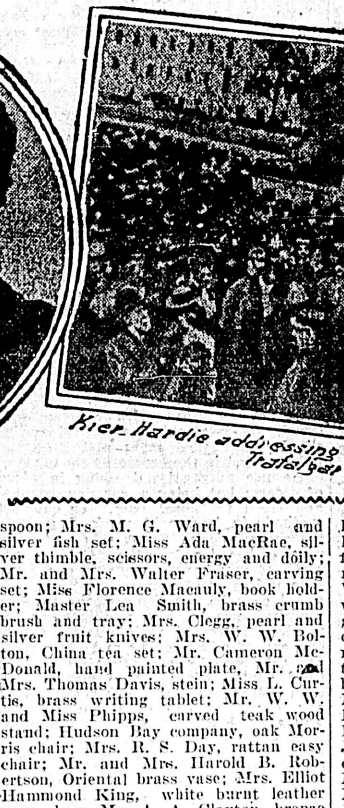 Kier Hardie addressing
Trafalgar
spoon; Mrs. M. G. Ward, pearl and
silver fish set; Miss Ada MacRae, sil-
ver thimble, scissors, energy and doily;
Mr. and Mrs. Walter Fraser, carving
set; Miss Florence Macauly, book hold-
er; Master Lea Smith, brass crumb
brush and tray; Mrs. Clegg, pearl and
silver fruit knives; Mrs. W. W. Bol-
ton, China tea set; Mr. Cameron Mc-
Donald, hand painted plate, Mr.
Mrs. Thomas Davis, stein; Miss L. Cur-
tis, brass writing tablet; Mr. W. W.
and Miss Phipps, carved teak wood
stand; Hudson Bay company, oak Mor-
ris chair; Mrs. R. S. Day, rattan easy
chair; Mr. and Mrs. Harold B. Rob-
ertson, Oriental brass vase; Mrs. Elliot
Hammond King, white burnt leather